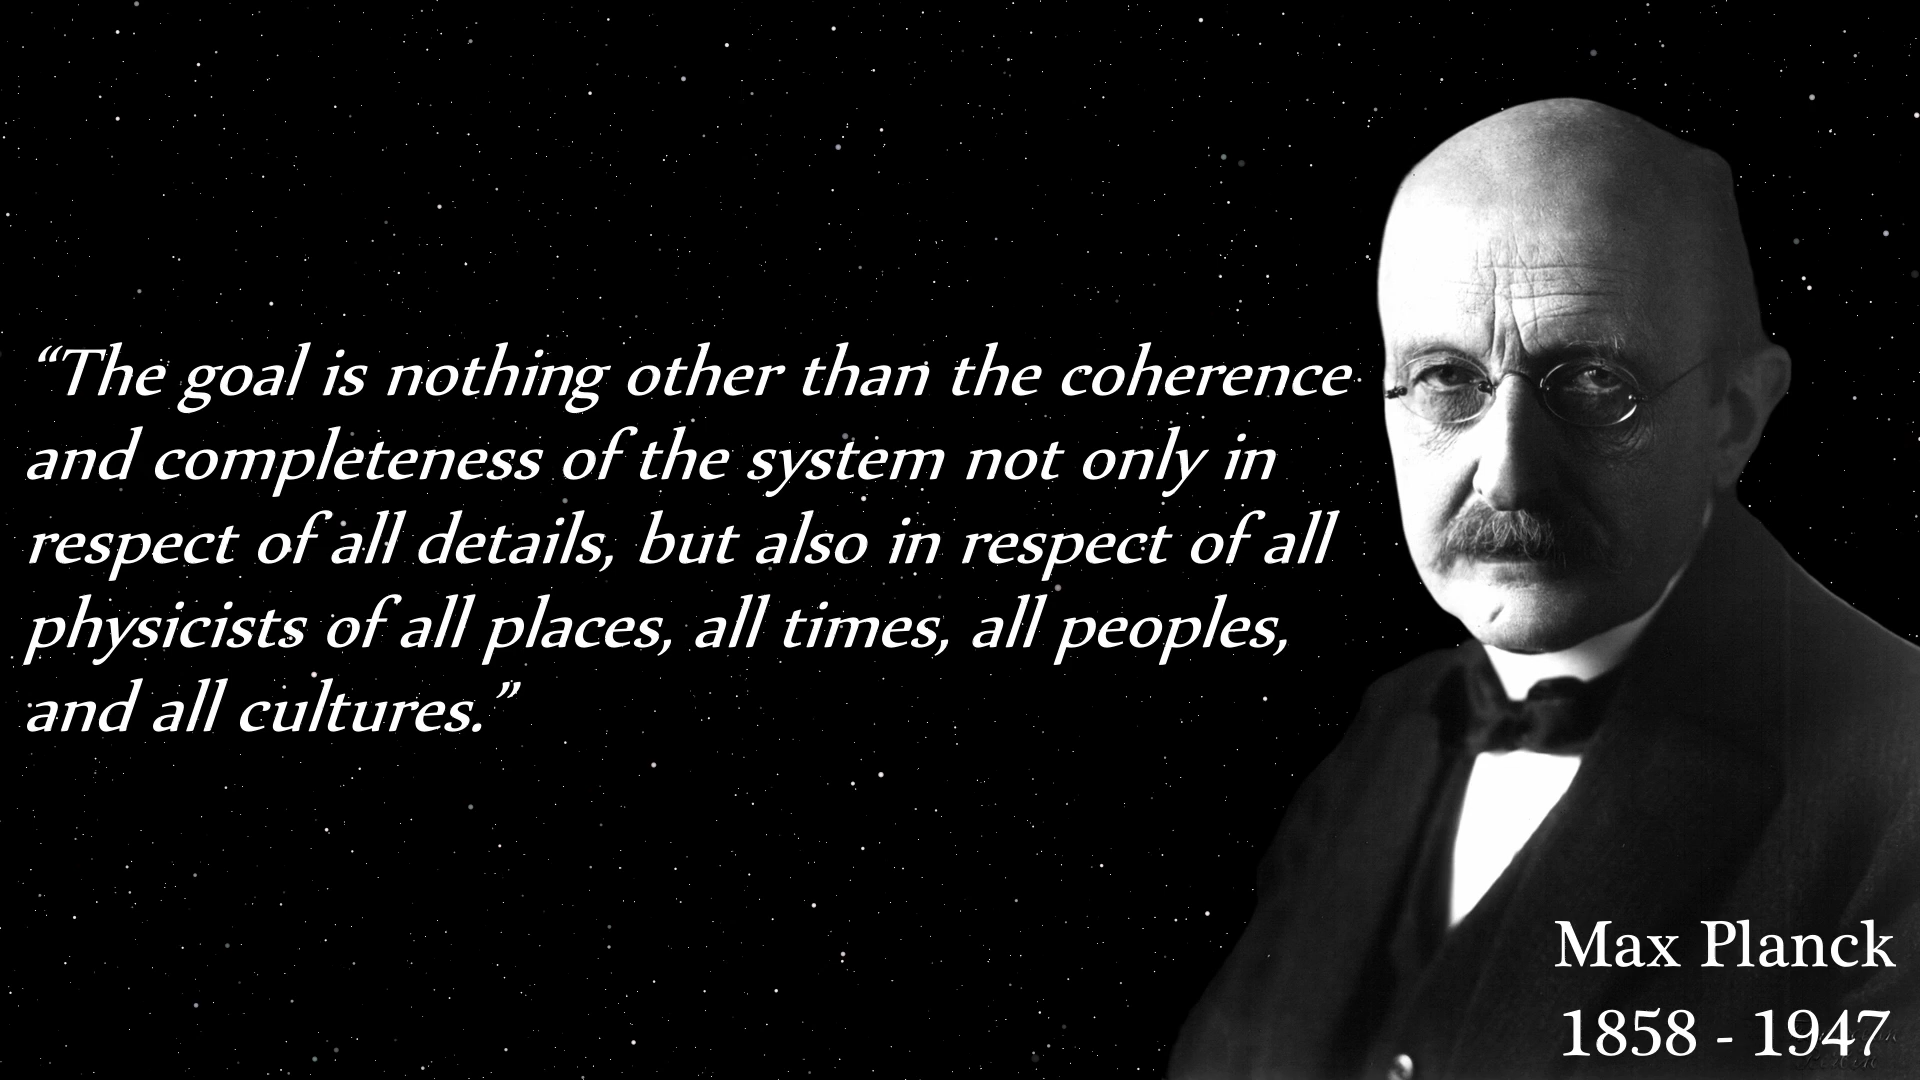 “The goal is nothing other than the coherence
and completeness of the system not only in
respect of all details, but also in respect of all
physicists of all places, all times, all peoples,
and all cultures.”
Max Planck
1858 - 1947